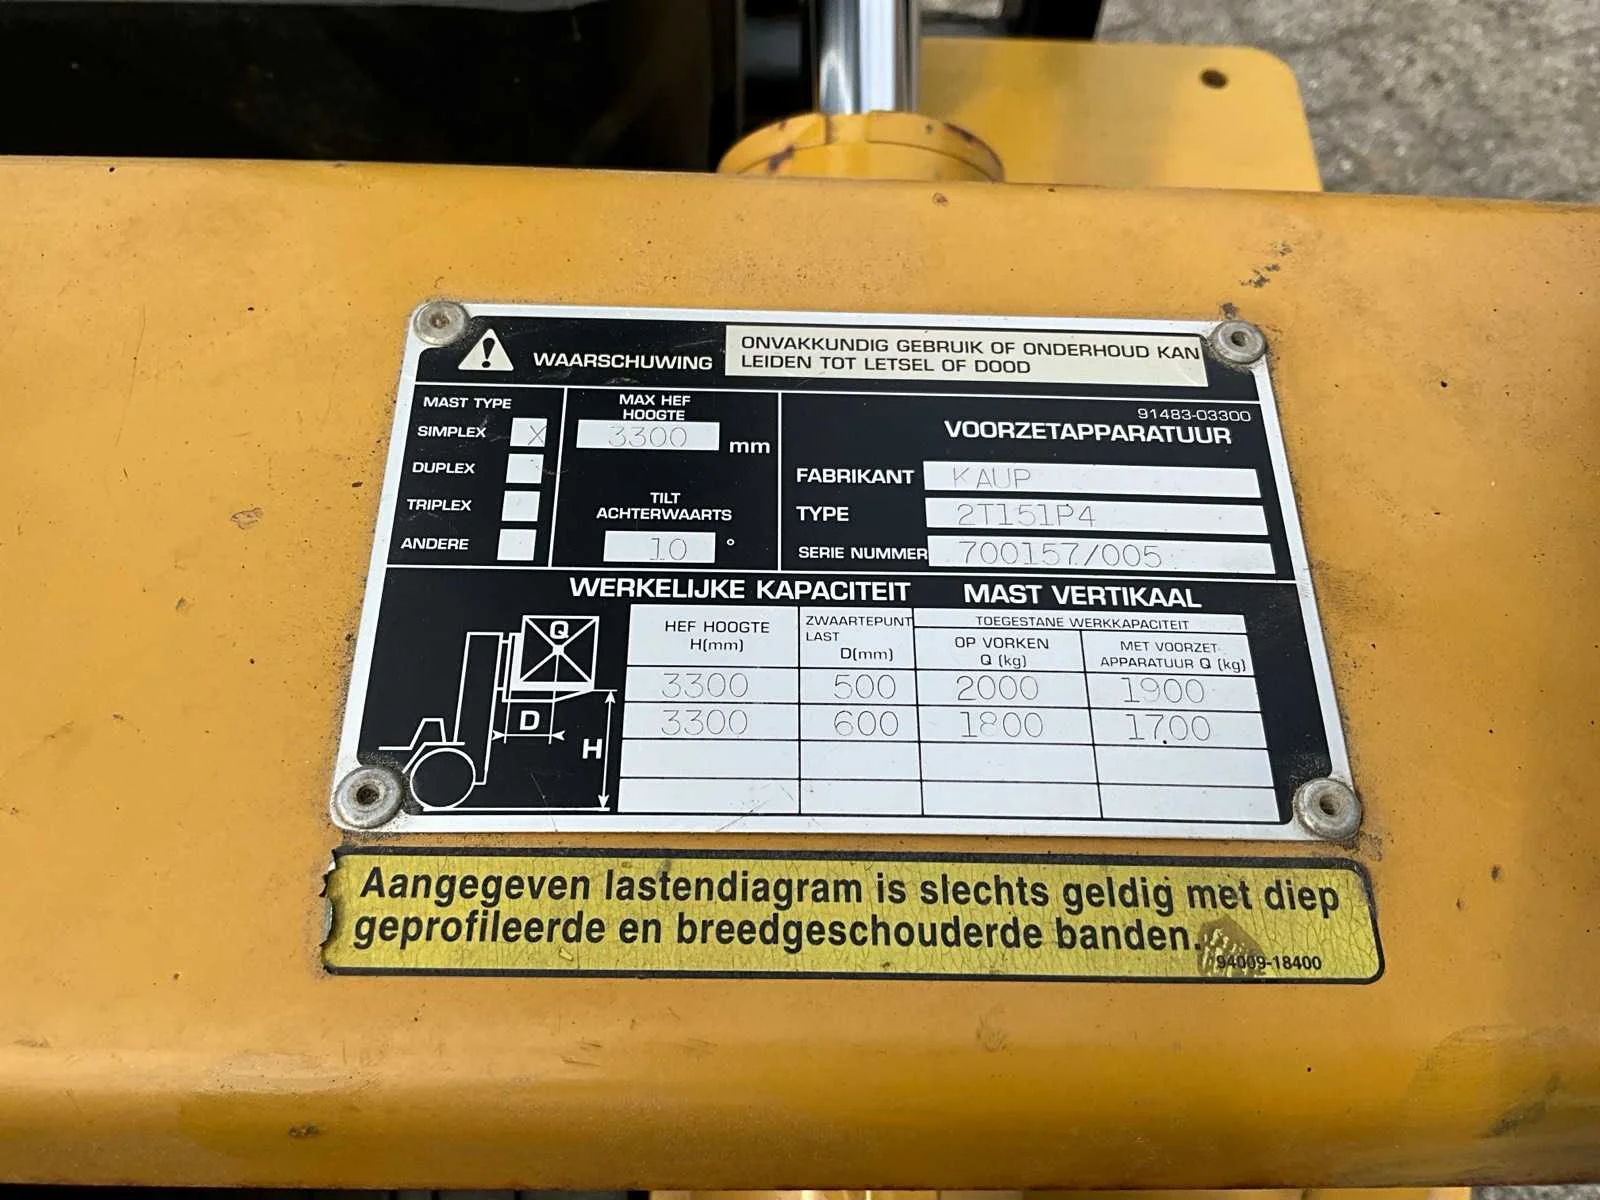 WAARSCHUWING
ONVAKKUNDIG GEBRUIK OF ONDERHOUD KAN
LEIDEN TOT LETSEL OF DOOD
MAST TYPE
SIMPLEX X
DUPLEX
TRIPLEX
ANDERE
MAX HEF
HOOGTE
3300 mm
TILT
ACHTERWAARTS
10 °
91483-03300
VOORZETAPPARATUUR
FABRIKANT KAUP
TYPE 2T151P4
SERIE NUMMER 700157/005
WERKELIJKE KAPACITEIT MAST VERTIKAAL
Q
D
H
HEF HOOGTE
H(mm)
ZWAARTEPUNT
LAST
D(mm)
TOEGESTANE WERKKAPACITEIT
OP VORKEN
Q (kg)
MET VOORZET
APPARATUUR Q (kg)
3300 500 2000 1900
3300 600 1800 1700
Aangegeven lastendiagram is slechts geldig met diep
geprofileerde en breedgeschouderde banden.
94009-18400